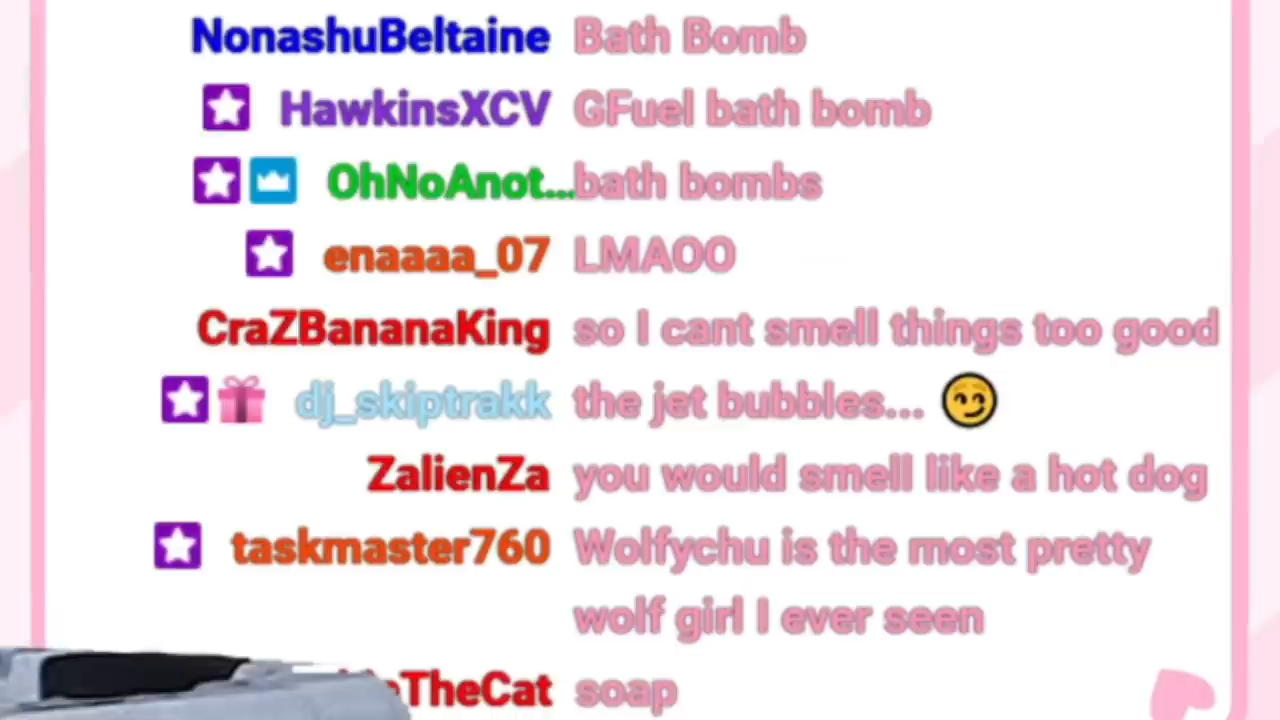 NonashuBeltaine Bath Bomb
HawkinsXCV GFuel bath bomb
OhNoAnot... bath bombs
enaaaa_07 LMAOO
CraZBananaKing so I cant smell things too good
dj_skiptrakk the jet bubbles... 😏
ZalienZa you would smell like a hot dog
taskmaster760 Wolfychu is the most pretty
wolf girl I ever seen
TheCat soap